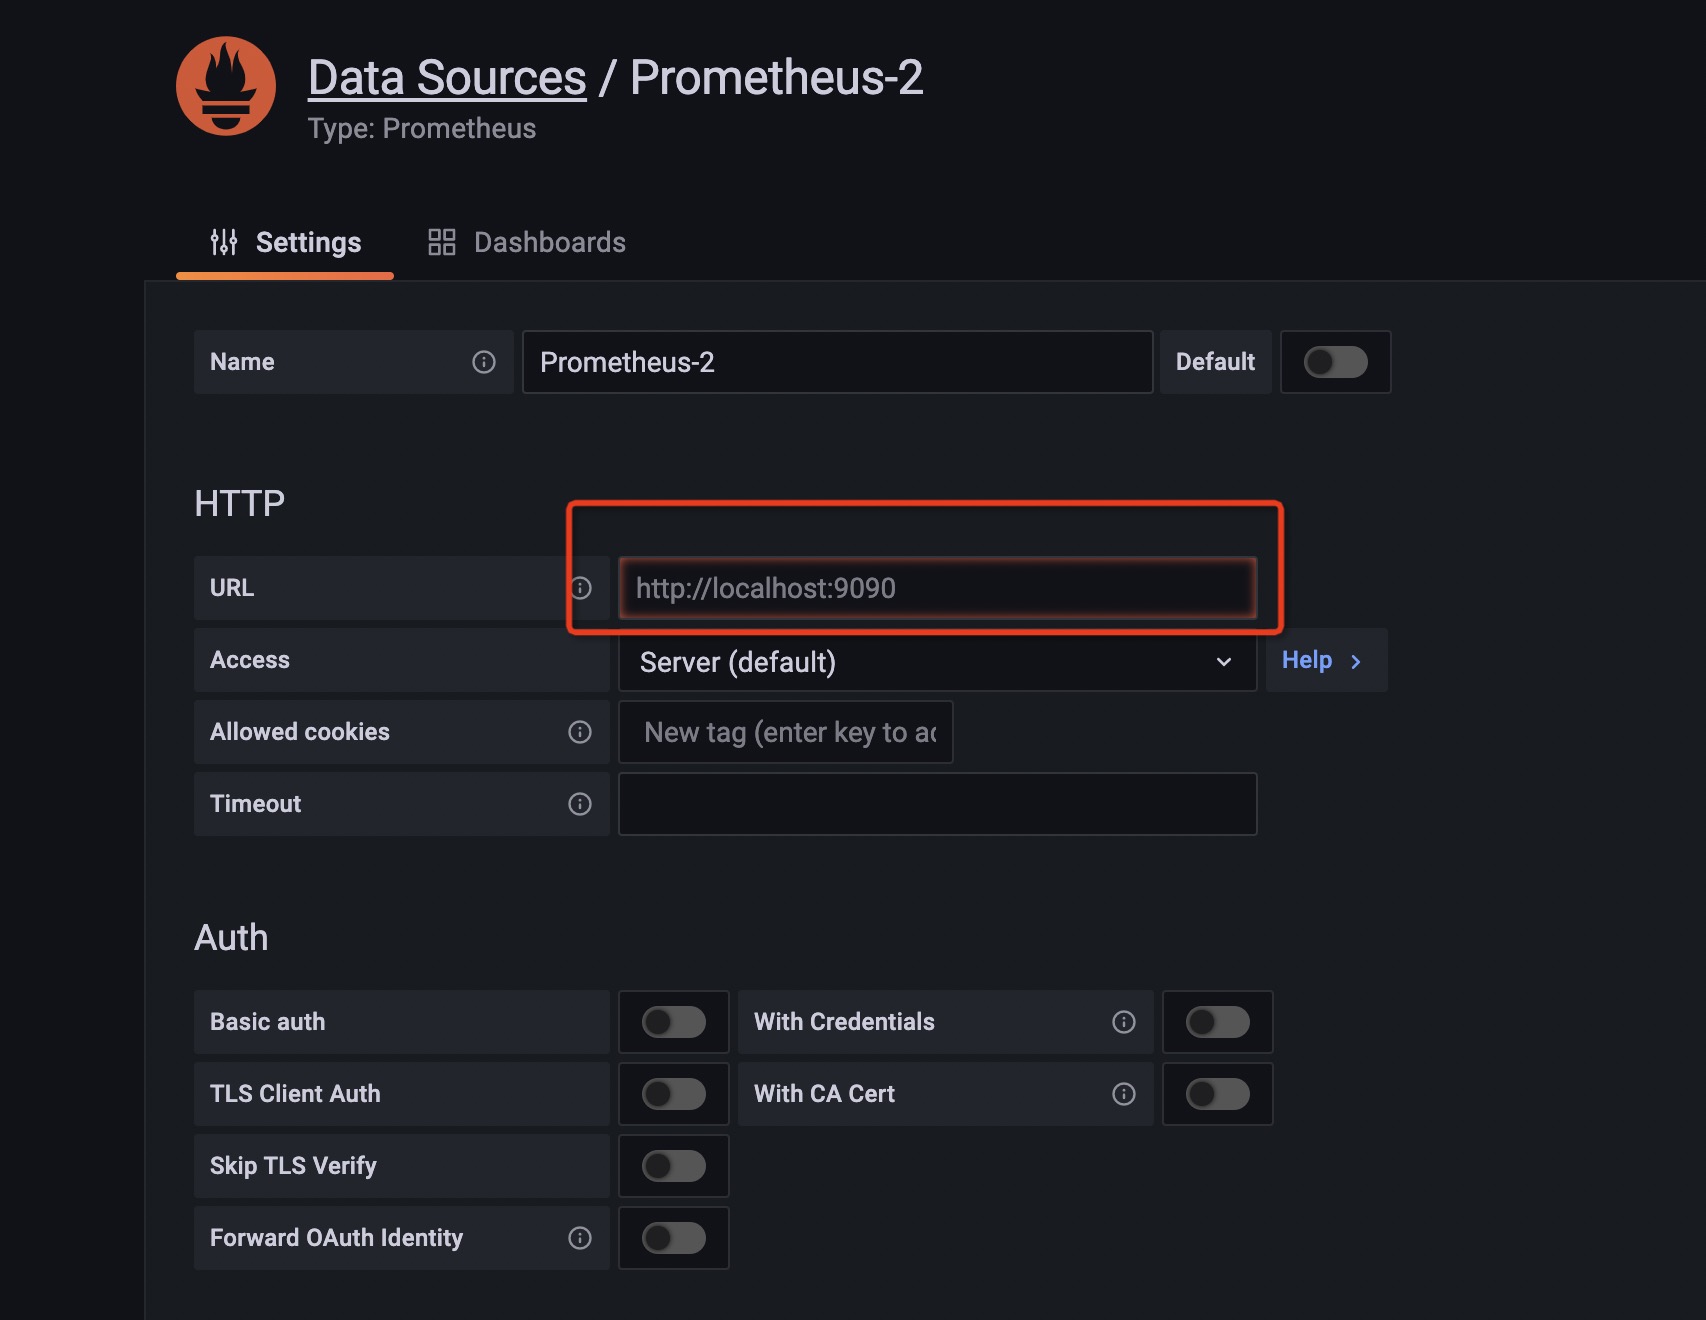 Data Sources / Prometheus-2
Type: Prometheus
Settings Dashboards
Name Prometheus-2 Default
HTTP
URL http://localhost:9090
Access Server (default) Help
Allowed cookies New tag (enter key to ad
Timeout
Auth
Basic auth With Credentials
TLS Client Auth With CA Cert
Skip TLS Verify
Forward OAuth Identity